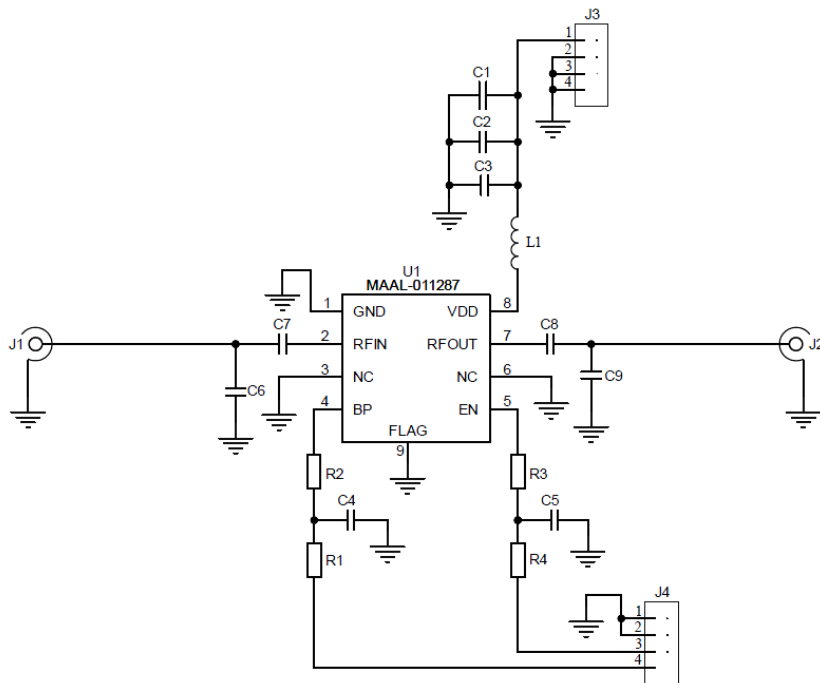 J3
1
2
3
4
C1
C2
C3
L1
U1
MAAL-011287
1 GND VDD 8
J1 C7 2 RFIN RFOUT 7 C8 J2
C6 3 NC NC 6 C9
4 BP EN 5
FLAG
9
R2 R3
C4 C5
R1 R4
J4
1
2
3
4